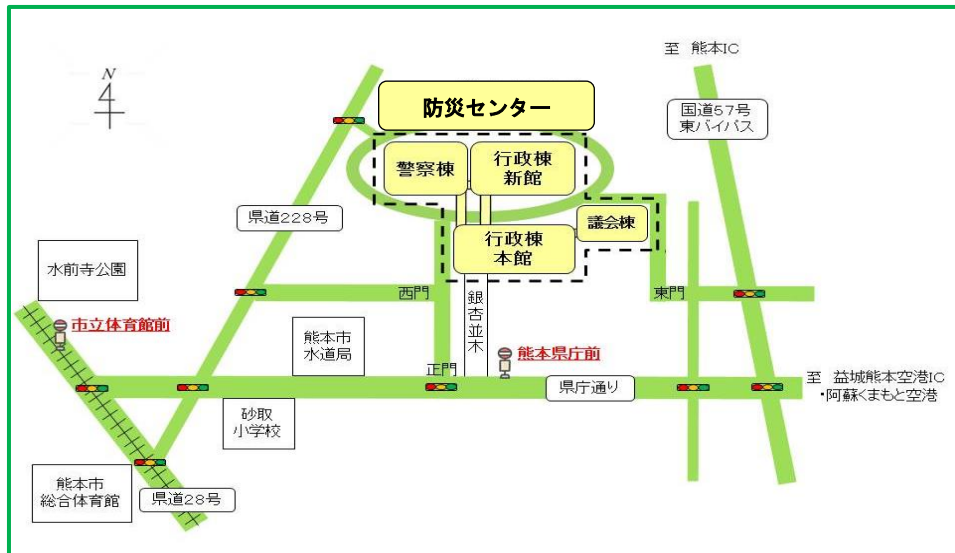 至 熊本IC
N
防災センター
国道57号
東バイパス
警察棟
行政棟
新館
県道228号
議会棟
行政棟
本館
水前寺公園
西門
銀杏並木
東門
市立体育館前
熊本市
水道局
熊本県庁前
正門
県庁通り
至 益城熊本空港IC
・阿蘇くまもと空港
砂取
小学校
熊本市
総合体育館
県道28号